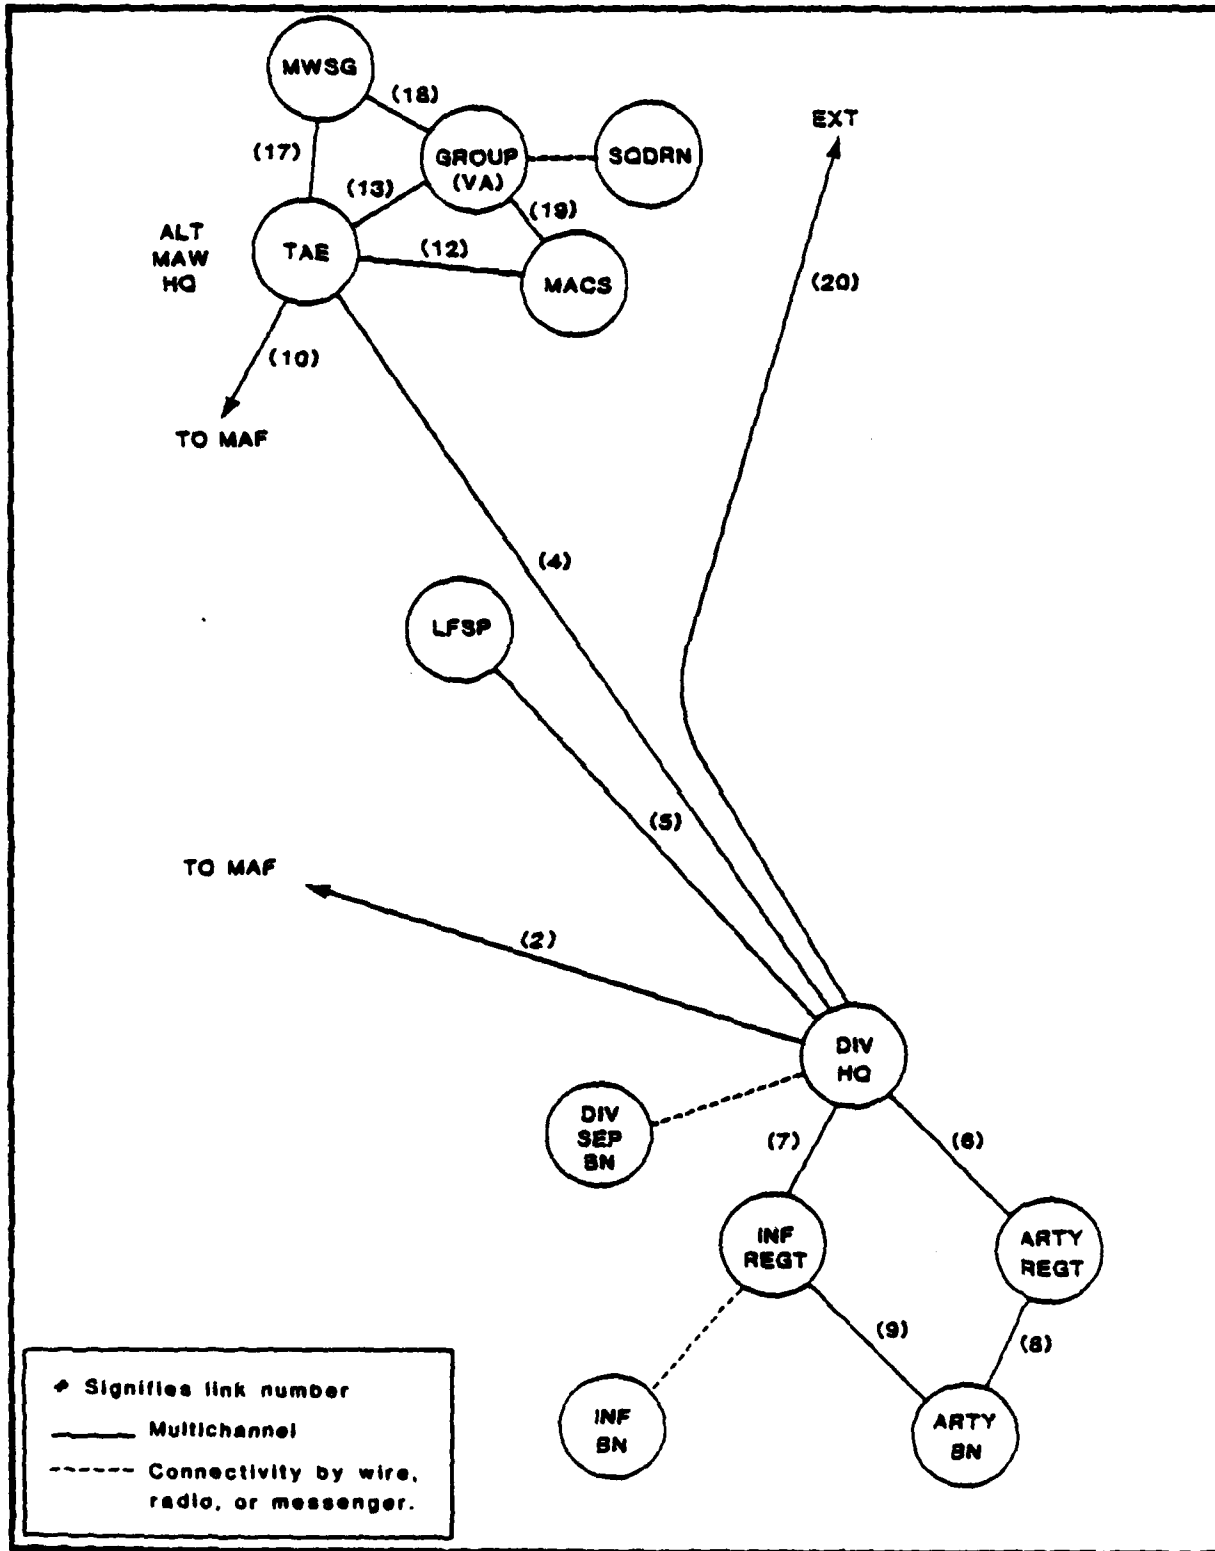 MWSG
(18)
EXT
GROUP
(VA)
SQDRN
(17)
(13)
(19)
ALT
MAW
HQ
TAE
(12)
MACS
(20)
(10)
TO MAF
(4)
LFSP
(5)
TO MAF
(2)
DIV
HQ
DIV
SEP
BN
(7)
(6)
INF
REGT
ARTY
REGT
(9)
(8)
INF
BN
ARTY
BN
# Signifies link number
Multichannel
Connectivity by wire,
radio, or messenger.